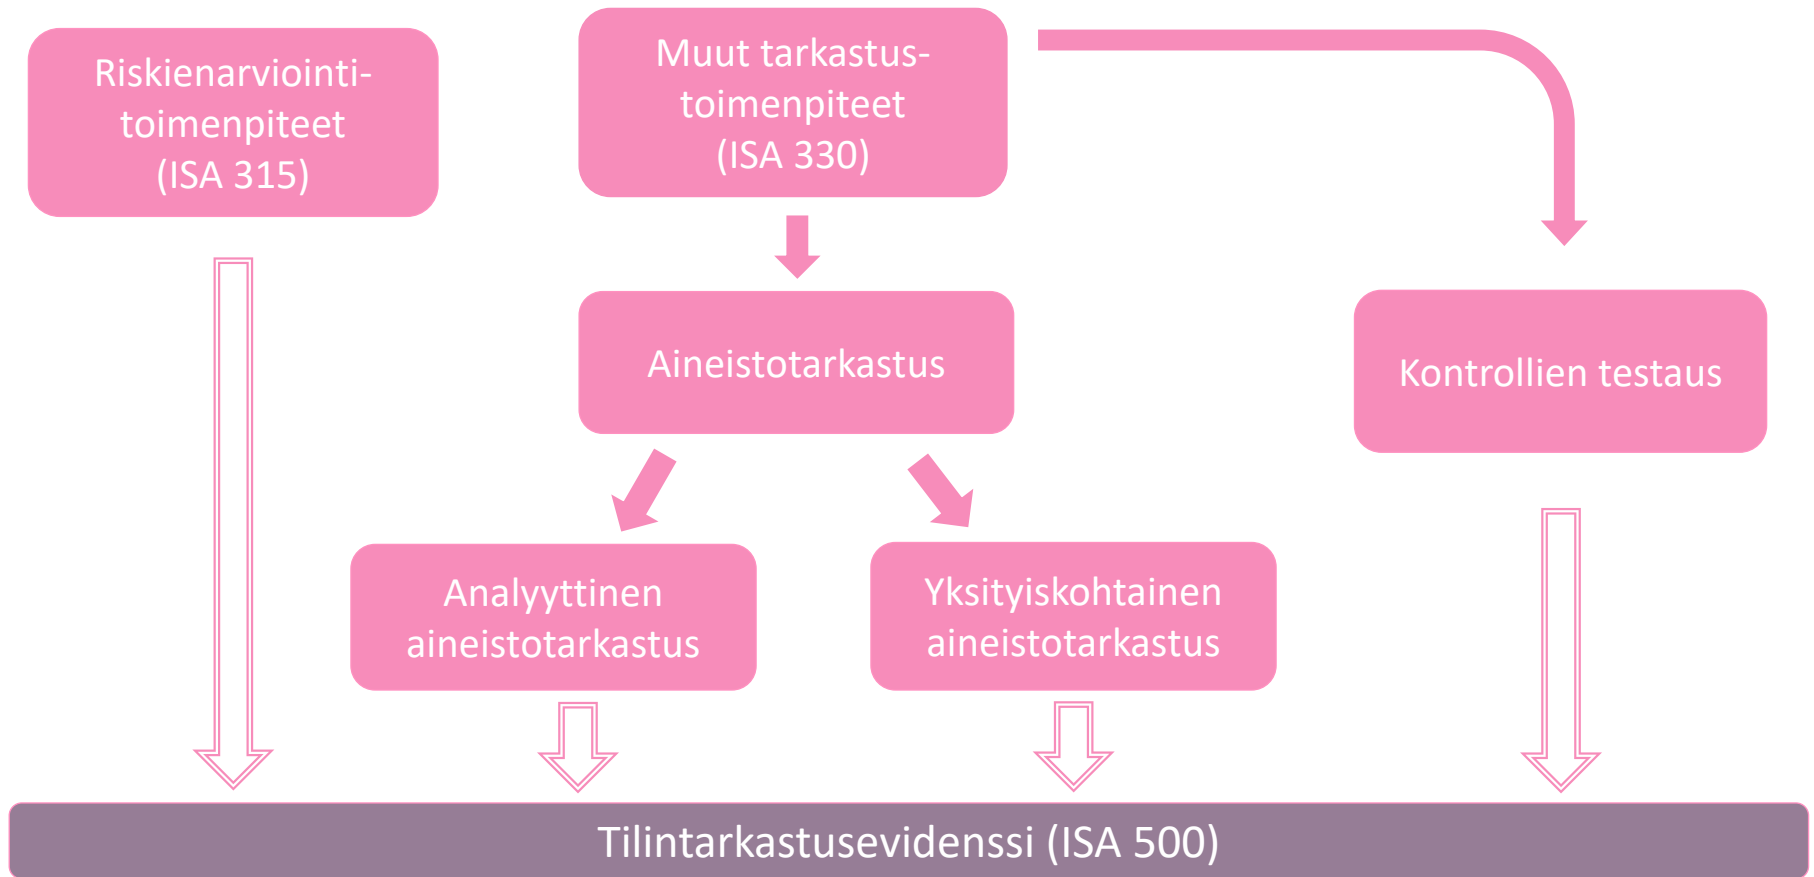 Riskienarviointi-
toimenpiteet
(ISA 315)
Muut tarkastus-
toimenpiteet
(ISA 330)
Aineistotarkastus
Kontrollien testaus
Analyyttinen
aineistotarkastus
Yksityiskohtainen
aineistotarkastus
Tilintarkastusevidenssi (ISA 500)